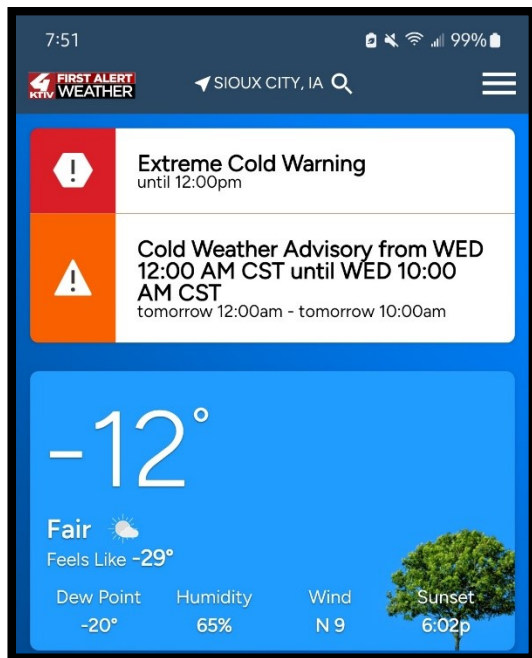 7:51
99%
4 KTIV FIRST ALERT WEATHER
SIOUX CITY, IA
!
Extreme Cold Warning
until 12:00pm
!
Cold Weather Advisory from WED
12:00 AM CST until WED 10:00
AM CST
tomorrow 12:00am - tomorrow 10:00am
-12°
Fair
Feels Like -29°
Dew Point Humidity Wind Sunset
-20° 65% N 9 6:02p